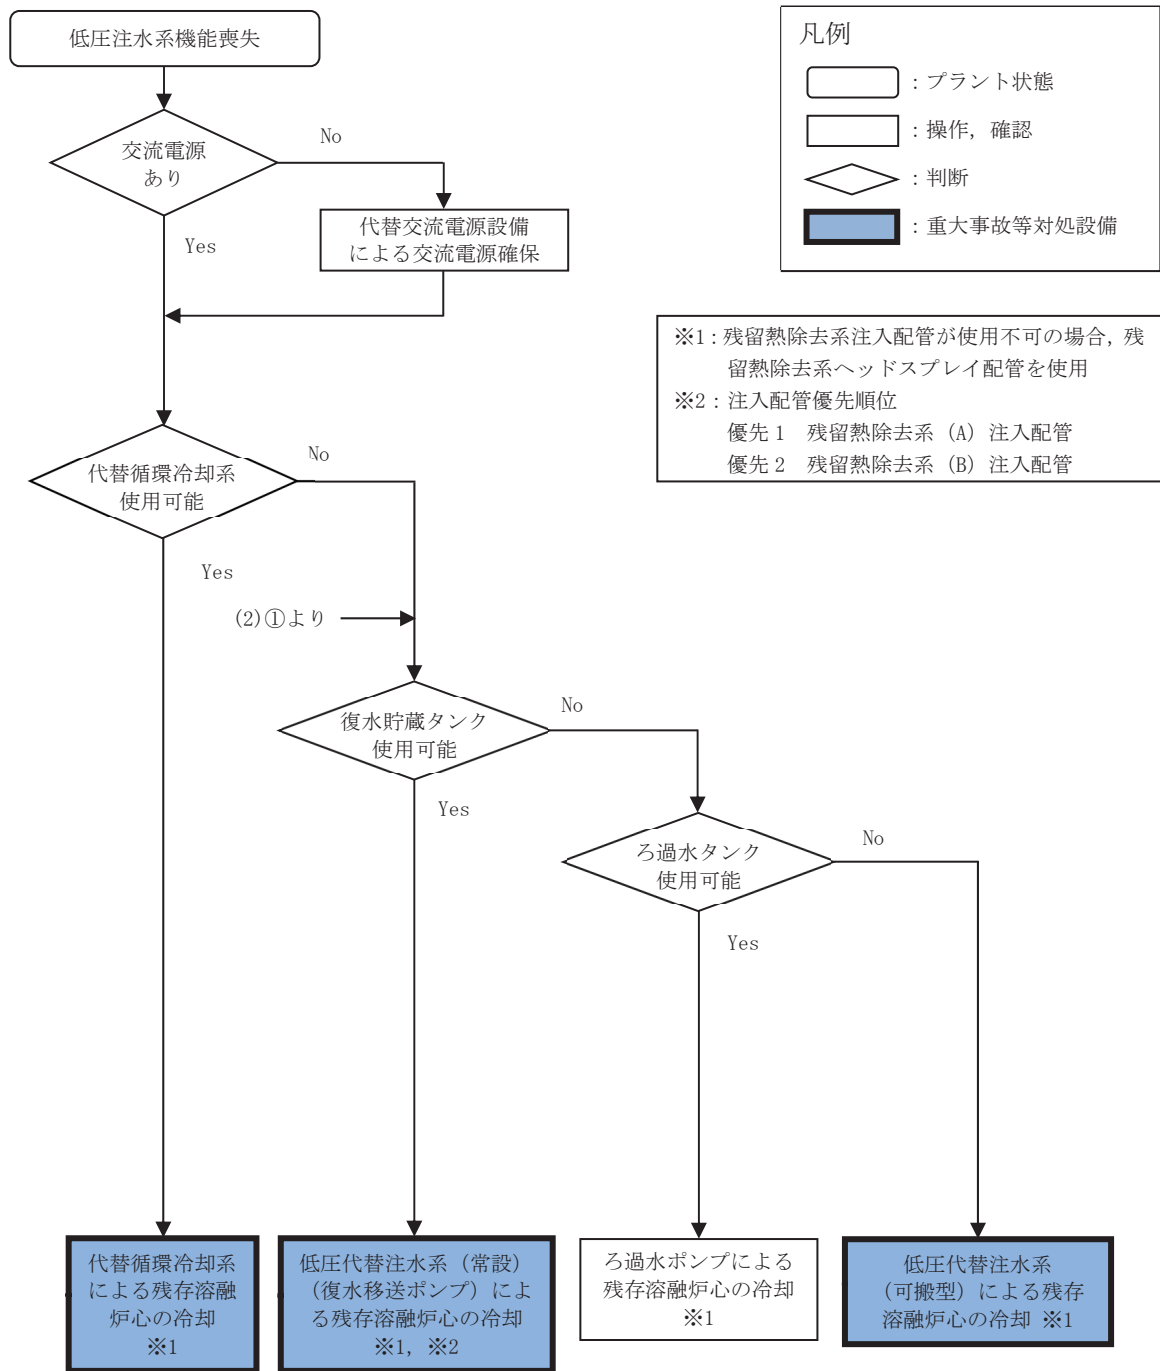 低圧注水系機能喪失
交流電源
あり
No
Yes
代替交流電源設備
による交流電源確保
凡例
：プラント状態
：操作，確認
：判断
：重大事故等対処設備
※1：残留熱除去系注入配管が使用不可の場合，残
留熱除去系ヘッドスプレイ配管を使用
※2：注入配管優先順位
優先1　残留熱除去系（A）注入配管
優先2　残留熱除去系（B）注入配管
代替循環冷却系
使用可能
No
Yes
(2)①より
復水貯蔵タンク
使用可能
No
Yes
ろ過水タンク
使用可能
No
Yes
代替循環冷却系
による残存溶融
炉心の冷却
※1
低圧代替注水系（常設）
（復水移送ポンプ）によ
る残存溶融炉心の冷却
※1，※2
ろ過水ポンプによる
残存溶融炉心の冷却
※1
低圧代替注水系
（可搬型）による残存
溶融炉心の冷却 ※1